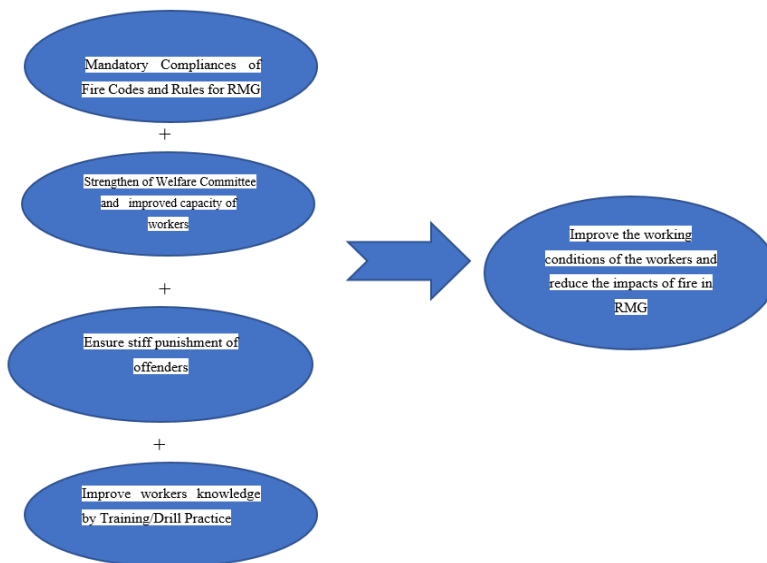 Mandatory Compliances of
Fire Codes and Rules for RMG
+
Strengthen of Welfare Committee
and improved capacity of
workers
+
Ensure stiff punishment of
offenders
+
Improve workers knowledge
by Training/Drill Practice
Improve the working
conditions of the workers and
reduce the impacts of fire in
RMG